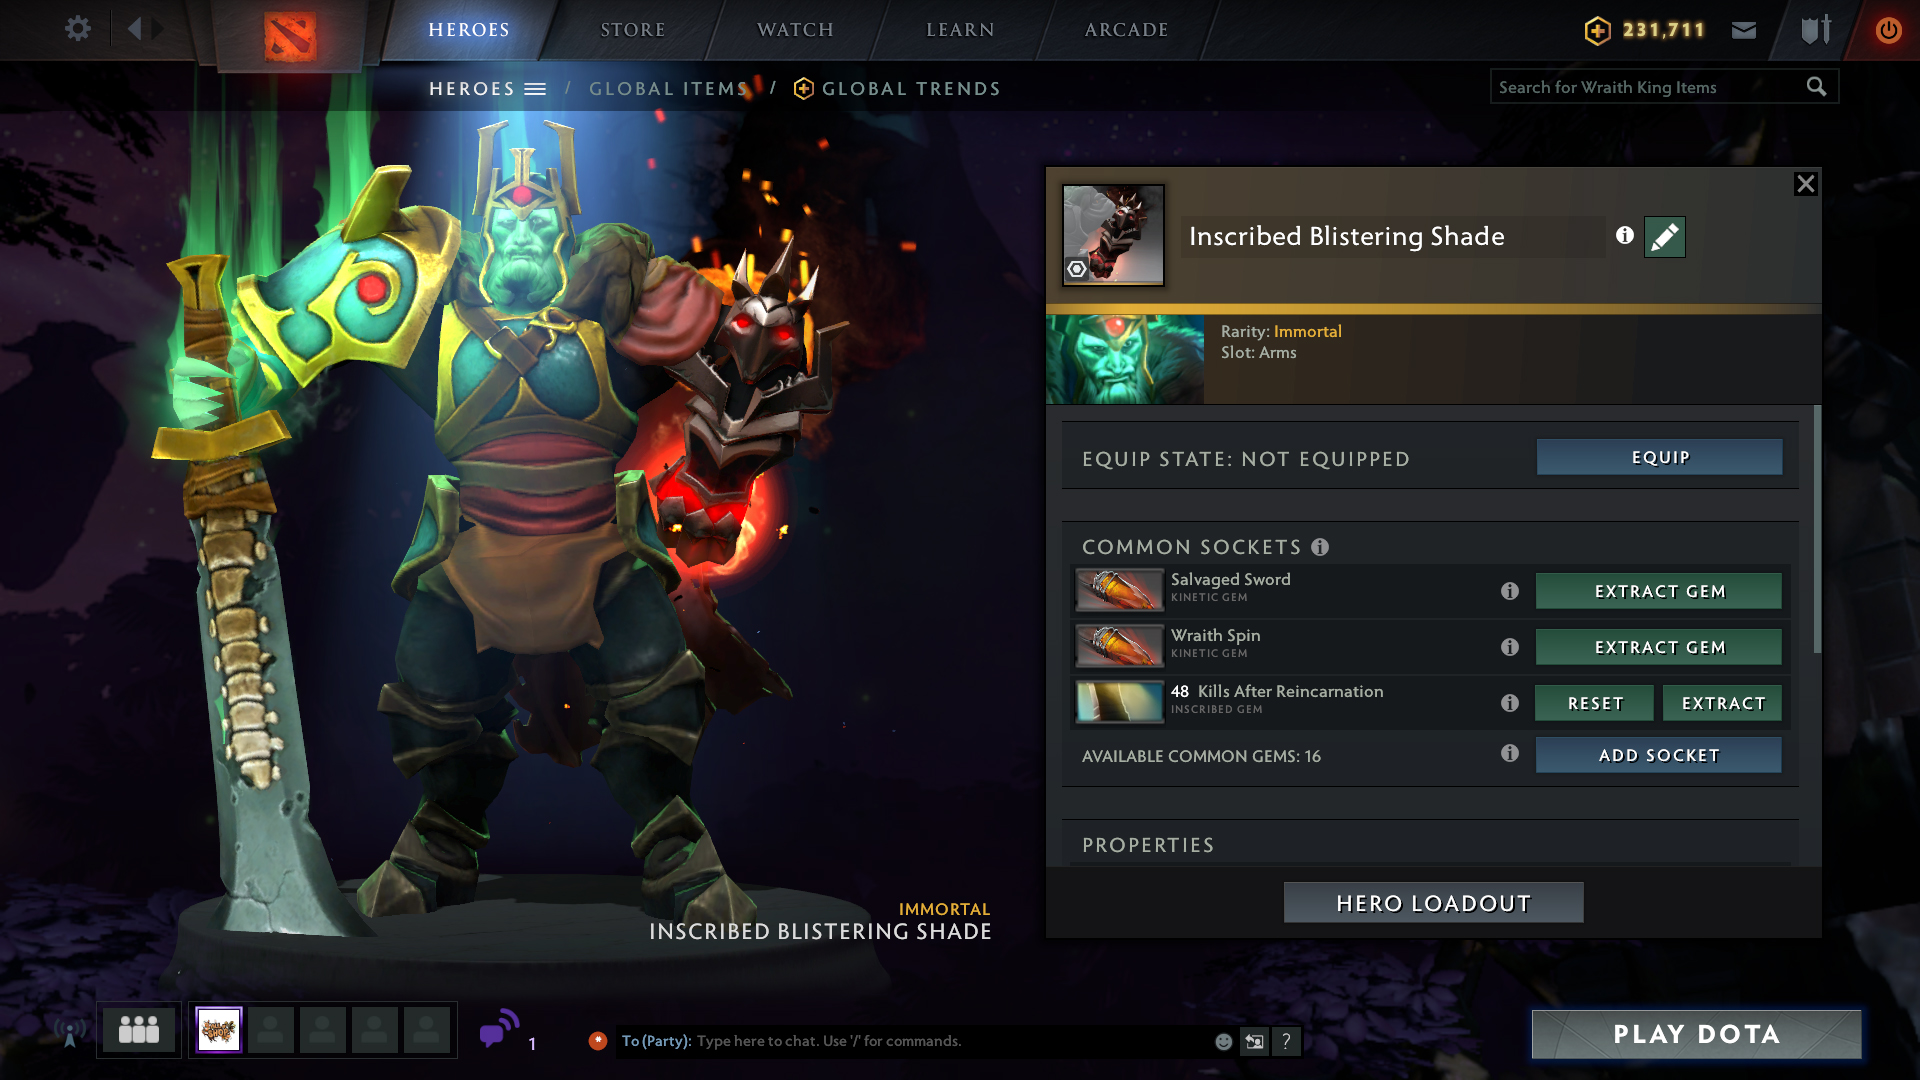 HEROES
STORE
WATCH
LEARN
ARCADE
231,711
HEROES / GLOBAL ITEMS / GLOBAL TRENDS
Search for Wraith King Items
Inscribed Blistering Shade
Rarity: Immortal
Slot: Arms
EQUIP STATE: NOT EQUIPPED
EQUIP
COMMON SOCKETS
Salvaged Sword
KINETIC GEM
EXTRACT GEM
Wraith Spin
KINETIC GEM
EXTRACT GEM
48 Kills After Reincarnation
INSCRIBED GEM
RESET
EXTRACT
AVAILABLE COMMON GEMS: 16
ADD SOCKET
PROPERTIES
HERO LOADOUT
IMMORTAL
INSCRIBED BLISTERING SHADE
1
To (Party): Type here to chat. Use '/' for commands.
?
PLAY DOTA